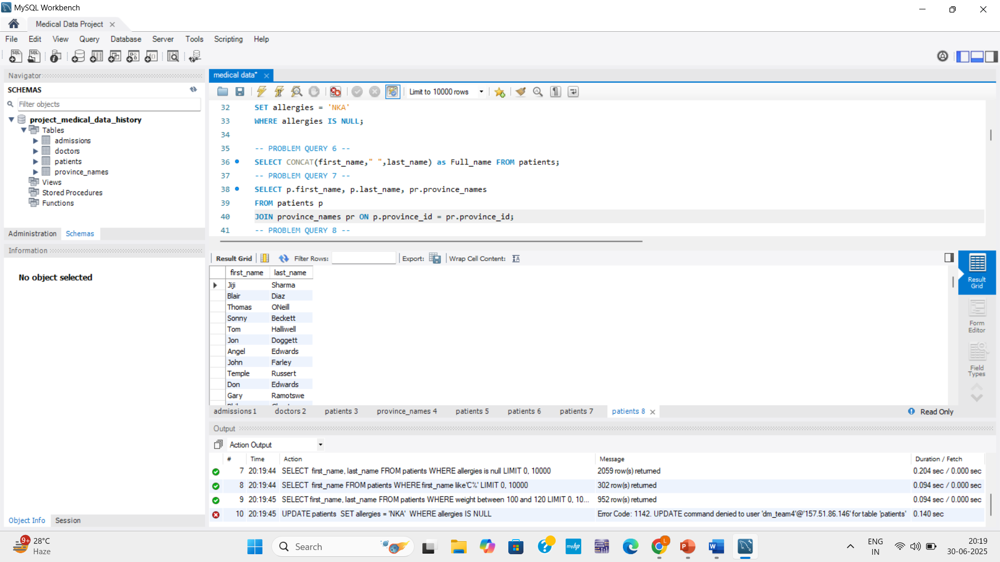 MySQL Workbench
Medical Data Project
File Edit View Query Database Server Tools Scripting Help
Navigator
SCHEMAS
Filter objects
project_medical_data_history
Tables
admissions
doctors
patients
province_names
Views
Stored Procedures
Functions
Administration Schemas
Information
No object selected
Object Info Session
medical data*
Limit to 10000 rows
32 SET allergies = 'NKA'
33 WHERE allergies IS NULL;
34
35 -- PROBLEM QUERY 6 --
36 SELECT CONCAT(first_name," ",last_name) as Full_name FROM patients;
37 -- PROBLEM QUERY 7 --
38 SELECT p.first_name, p.last_name, pr.province_names
39 FROM patients p
40 JOIN province_names pr ON p.province_id = pr.province_id;
41 -- PROBLEM QUERY 8 --
Result Grid Filter Rows: Export: Wrap Cell Content:
first_name last_name
Jiji Sharma
Blair Diaz
Thomas ONeill
Sonny Beckett
Tom Halliwell
Jon Doggett
Angel Edwards
John Farley
Temple Russert
Don Edwards
Gary Ramotswe
Result Grid
Form Editor
Field Types
admissions 1 doctors 2 patients 3 province_names 4 patients 5 patients 6 patients 7 patients 8 Read Only
Output
Action Output
# Time Action Message Duration / Fetch
7 20:19:44 SELECT first_name, last_name FROM patients WHERE allergies is null LIMIT 0, 10000 2059 row(s) returned 0.204 sec / 0.000 sec
8 20:19:44 SELECT first_name FROM patients WHERE first_name like 'C%' LIMIT 0, 10000 302 row(s) returned 0.094 sec / 0.000 sec
9 20:19:45 SELECT first_name, last_name FROM patients WHERE weight between 100 and 120 LIMIT 0, 10... 952 row(s) returned 0.094 sec / 0.000 sec
10 20:19:45 UPDATE patients SET allergies = 'NKA' WHERE allergies IS NULL Error Code: 1142. UPDATE command denied to user 'dm_team4'@'157.51.86.146' for table 'patients' 0.140 sec
9+
28°C
Haze
Search
myhp
L
ENG
IN
20:19
30-06-2025